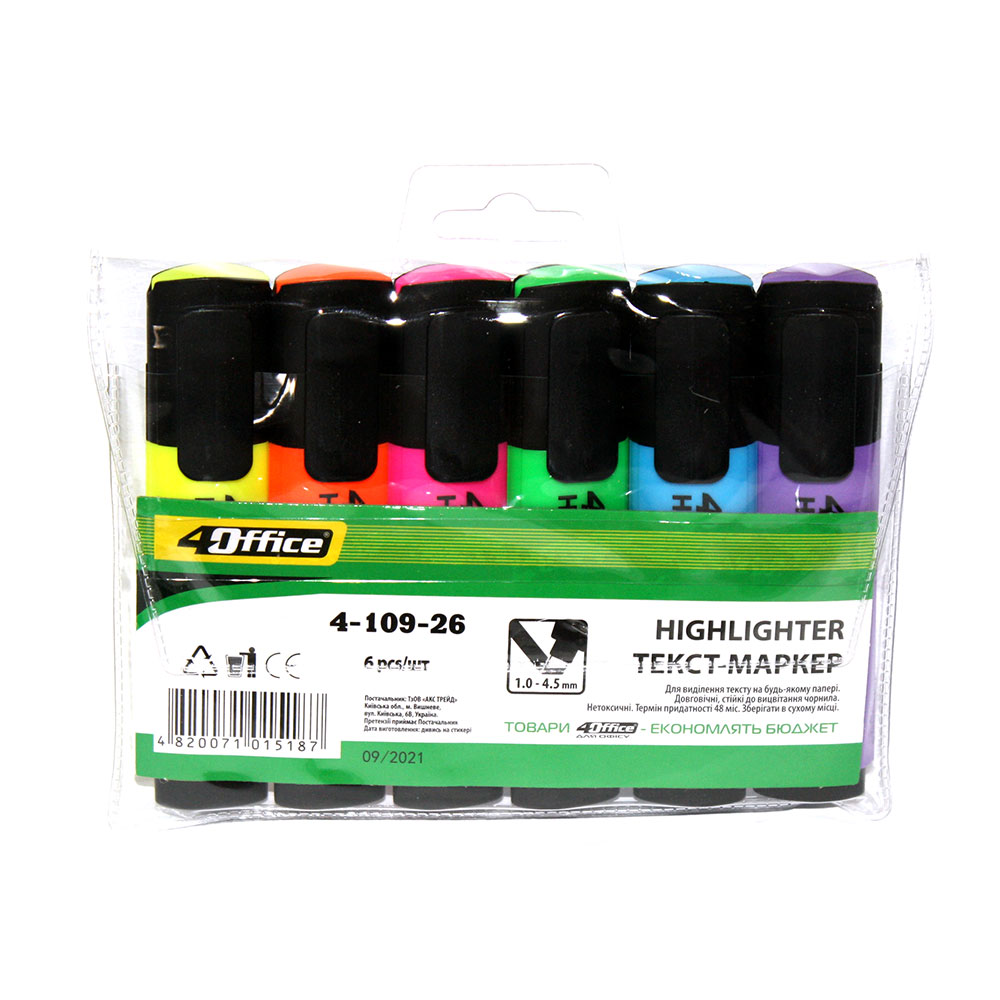 4Office®
4-109-26
6 pcs/шт
1.0 - 4.5 mm
HIGHLIGHTER
ТЕКСТ-МАРКЕР
Для виділення тексту на будь-якому папері.
Довговічні, стійкі до вицвітання чорнила.
Нетоксичні. Термін придатності 48 міс. Зберігати в сухому місці.
ТОВАРИ 4Office ДЛЯ ОФІСУ - ЕКОНОМЛЯТЬ БЮДЖЕТ
CE
Постачальник: ТзОВ «АКС ТРЕЙД»
Київська обл., м. Вишневе,
вул. Київська, 6В, Україна.
Претензії приймає Постачальник
Дата виготовлення: дивись на стикері
4 820071 015187
09/2021